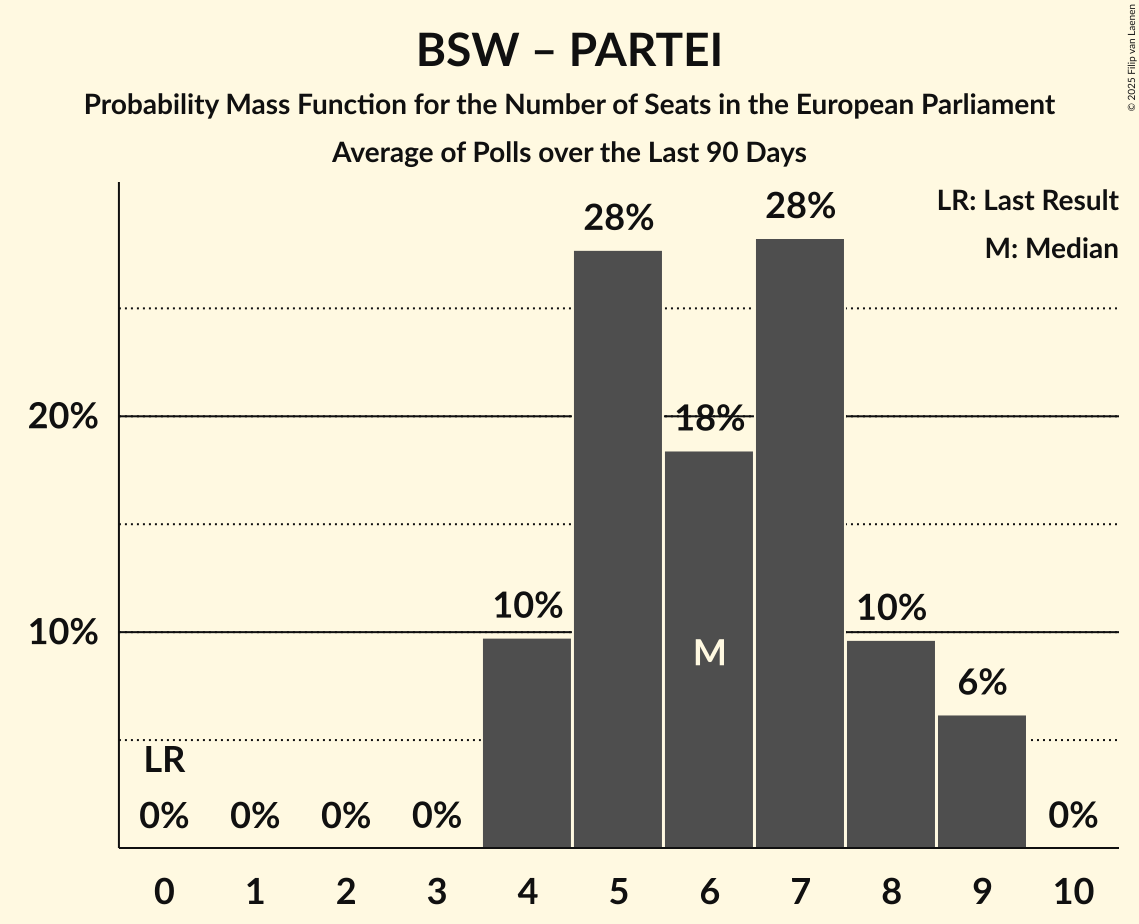 BSW – PARTEI
Probability Mass Function for the Number of Seats in the European Parliament
Average of Polls over the Last 90 Days
© 2025 Filip van Laenen
LR: Last Result
M: Median
28% 28%
20% 18%
10% 10% 10%
M
6%
LR
0% 0% 0% 0% 0%
0 1 2 3 4 5 6 7 8 9 10